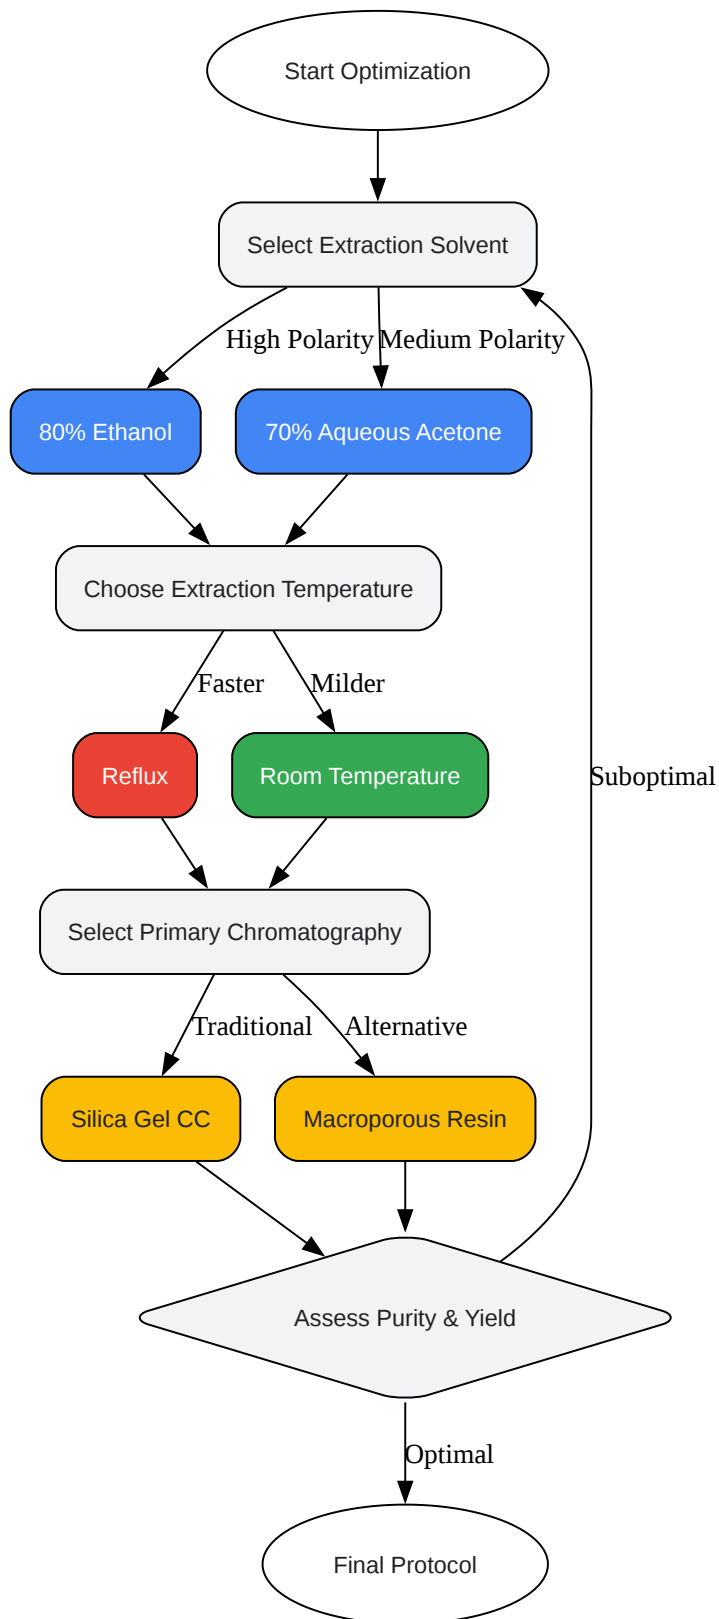 Start Optimization
Select Extraction Solvent
High Polarity
Medium Polarity
80% Ethanol
70% Aqueous Acetone
Choose Extraction Temperature
Faster
Milder
Reflux
Room Temperature
Suboptimal
Select Primary Chromatography
Traditional
Alternative
Silica Gel CC
Macroporous Resin
Assess Purity & Yield
Optimal
Final Protocol